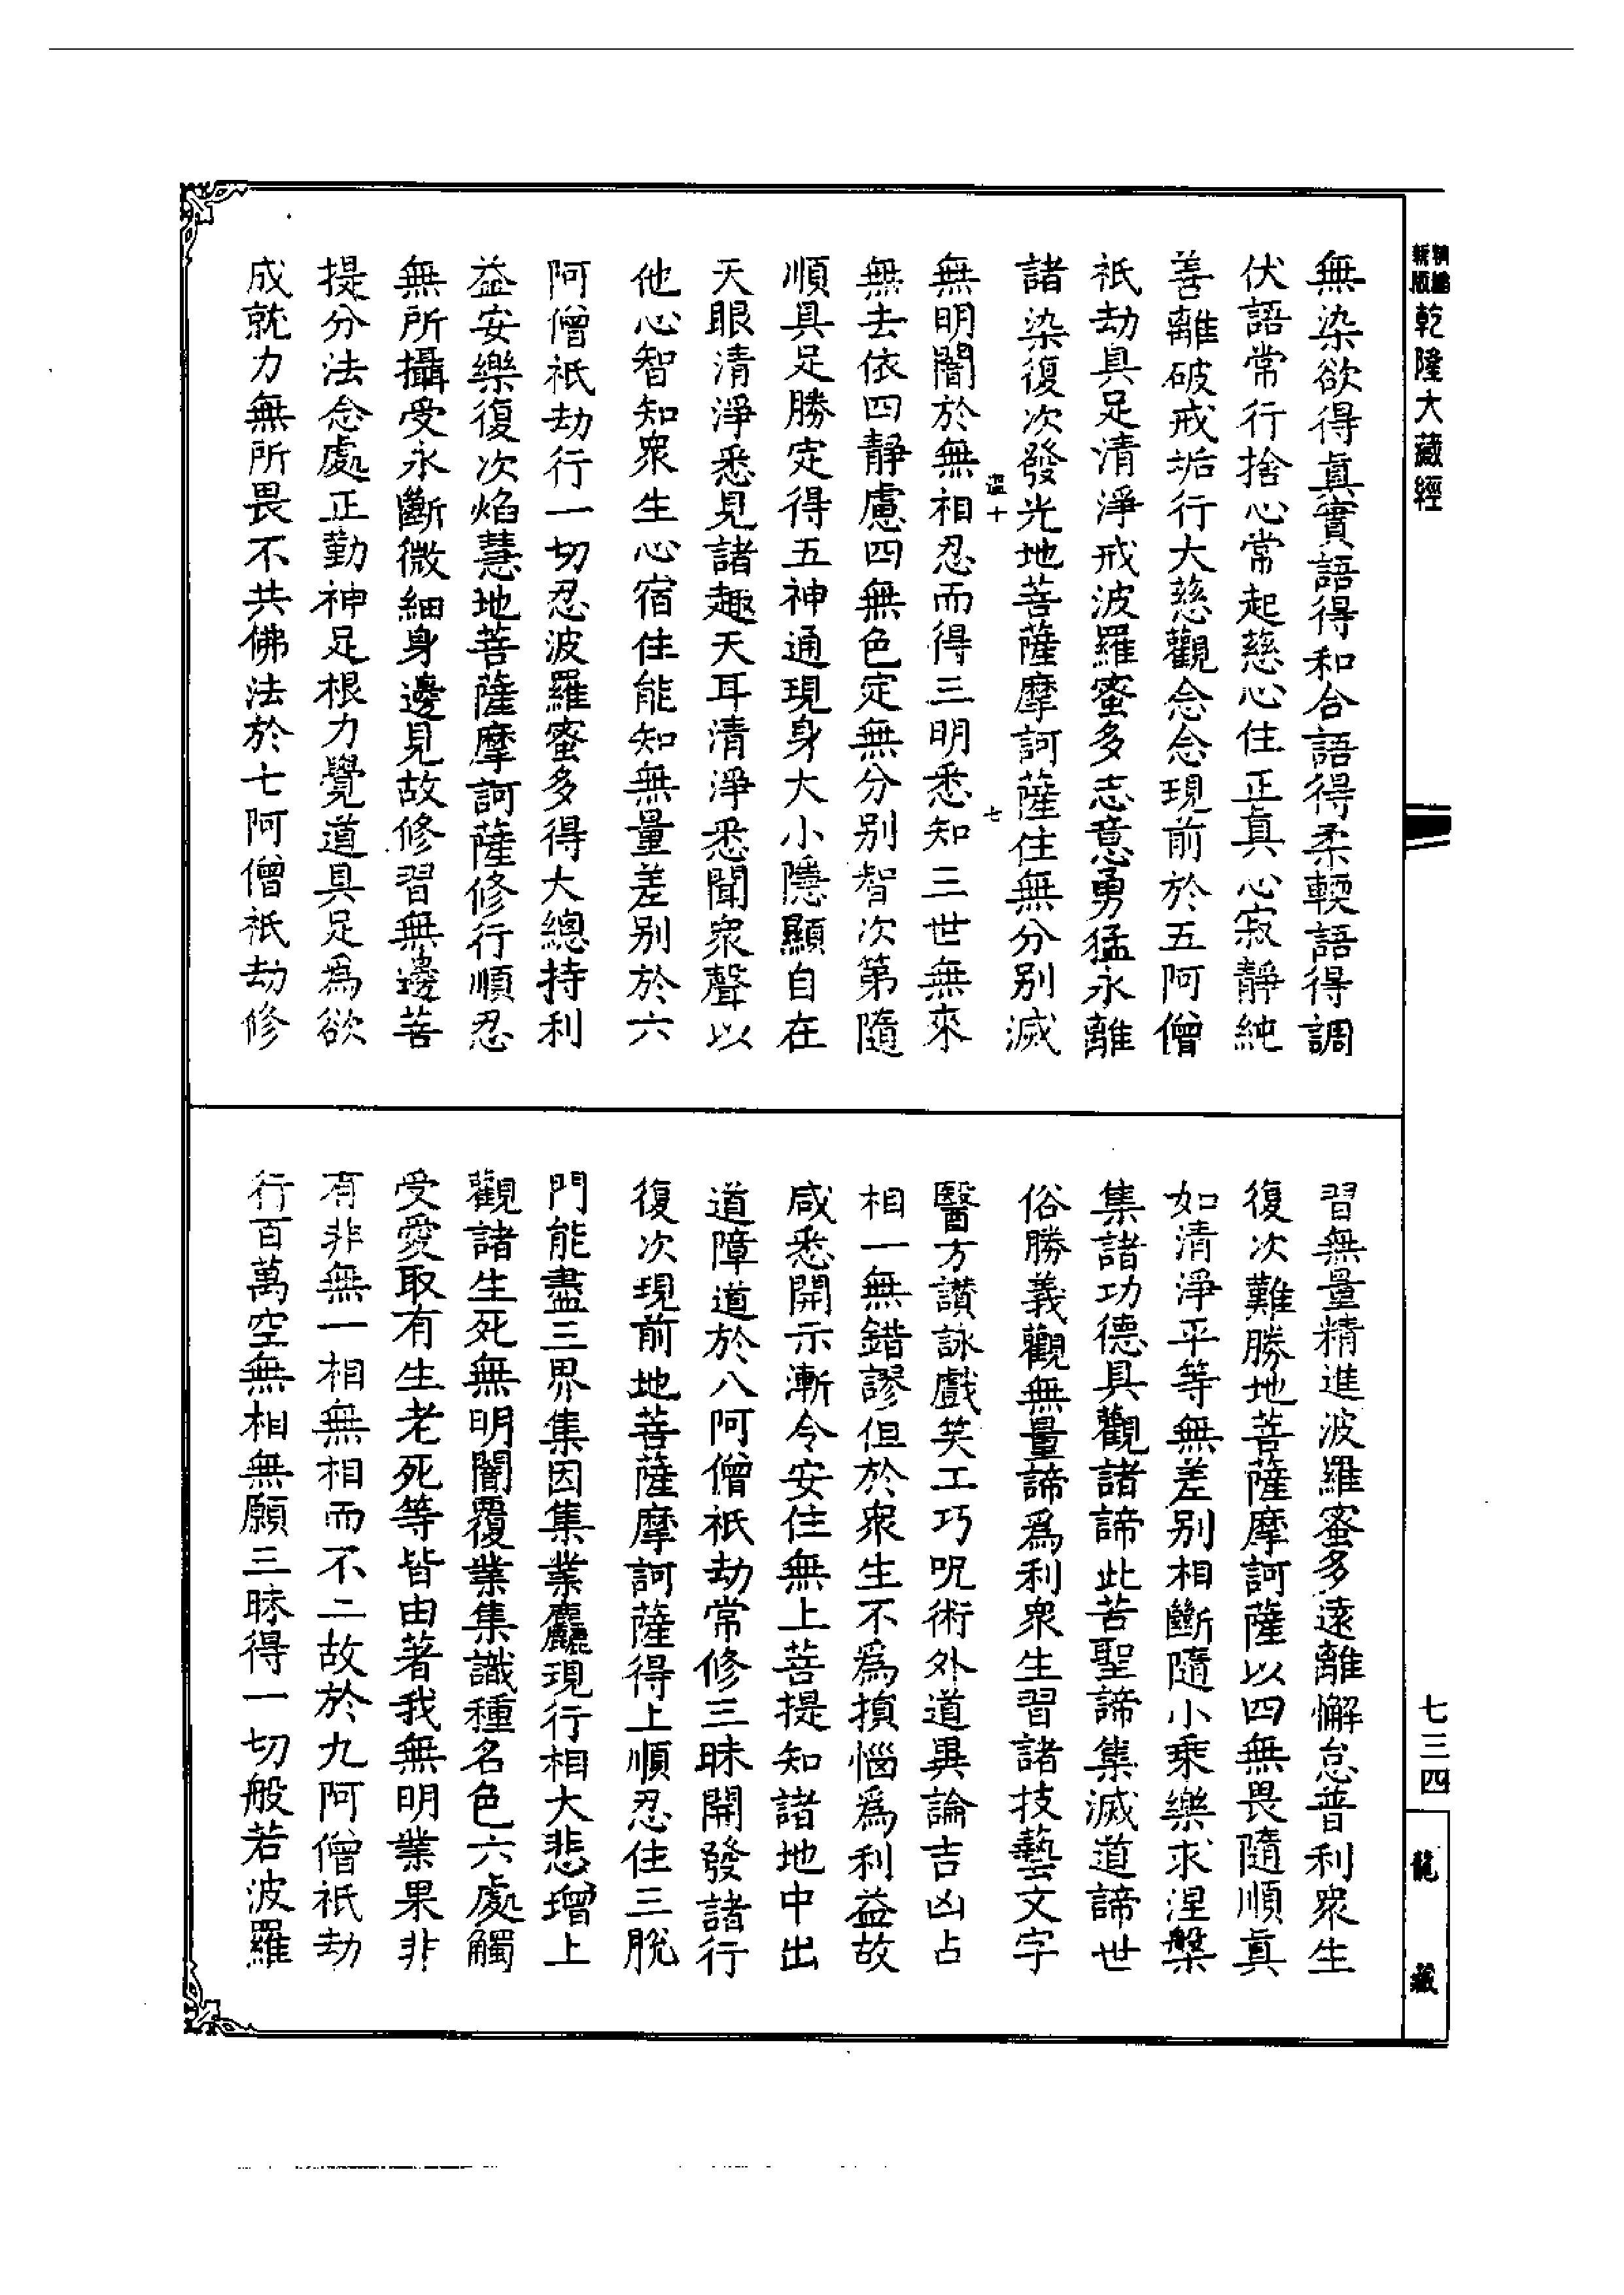 精編
新版
乾隆大藏經
無染欲得真實語得和合語得柔輭語得調
伏語常行捨心常起慈心住正真心寂靜純
善離破戒垢行大慈觀念念現前於五阿僧
祇劫具足清淨戒波羅蜜多志意勇猛永離
諸染復次發光地菩薩摩訶薩住無分別滅
十 七
無明闇於無相忍而得三明悉知三世無來
無去依四靜慮四無色定無分別智次第隨
順具足勝定得五神通現身大小隱顯自在
天眼清淨悉見諸趣天耳清淨悉聞眾聲以
他心智知眾生心宿住能知無量差別於六
阿僧祇劫行一切忍波羅蜜多得大總持利
益安樂復次焰慧地菩薩摩訶薩修行順忍
無所攝受永斷微細身邊見故修習無邊菩
提分法念處正勤神足根力覺道具足為欲
成就力無所畏不共佛法於七阿僧祇劫修
習無量精進波羅蜜多遠離懈怠普利眾生
復次難勝地菩薩摩訶薩以四無畏隨順真
如清淨平等無差別相斷隨小乘樂求涅槃
集諸功德具觀諸諦此苦聖諦集滅道諦世
俗勝義觀無量諦爲利眾生習諸技藝文字
醫方讚詠戲笑工巧呪術外道異論吉凶占
相一無錯謬但於眾生不爲損惱爲利益故
咸悉開示漸令安住無上菩提知諸地中出
道障道於八阿僧祇劫常修三昧開發諸行
復次現前地菩薩摩訶薩得上順忍住三脫
門能盡三界集因集業麤現行相大悲增上
觀諸生死無明闇覆業集識種名色六處觸
受愛取有生老死等皆由著我無明業果非
有非無一相無相而不二故於九阿僧祇劫
行百萬空無相無願三昧得一切般若波羅
七三四
龍藏